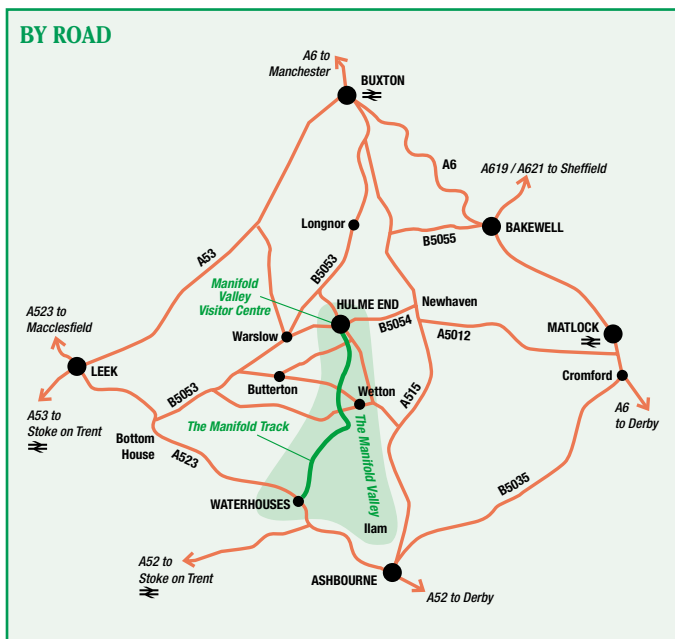 BY ROAD
A6 to
Manchester
BUXTON
A6
A619 / A621 to Sheffield
Longnor
BAKEWELL
B5055
A53
B5053
Manifold
Valley
Visitor Centre
HULME END
Newhaven
A523 to
Macclesfield
Warslow
B5054
A5012
MATLOCK
LEEK
Butterton
Wetton
A515
Cromford
B5053
A53 to
Stoke on Trent
Bottom
House
The Manifold Track
The Manifold Valley
A6
to Derby
A523
B5035
WATERHOUSES
Ilam
A52 to
Stoke on Trent
ASHBOURNE
A52 to Derby